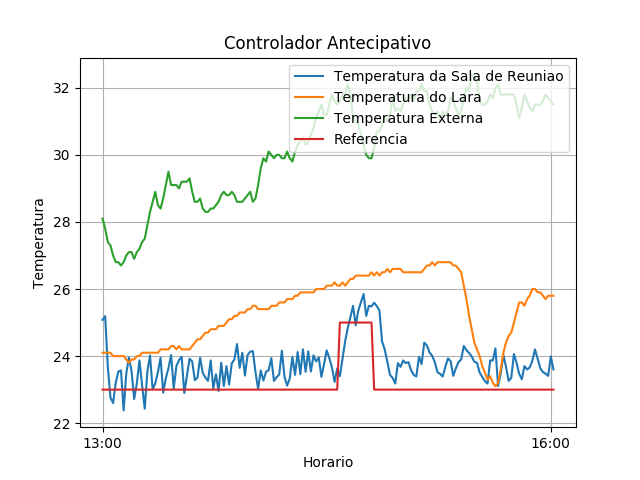 Controlador Antecipativo
Temperatura da Sala de Reuniao
Temperatura do Lara
Temperatura Externa
Referencia
Temperatura
32
30
28
26
24
22
13:00
16:00
Horario